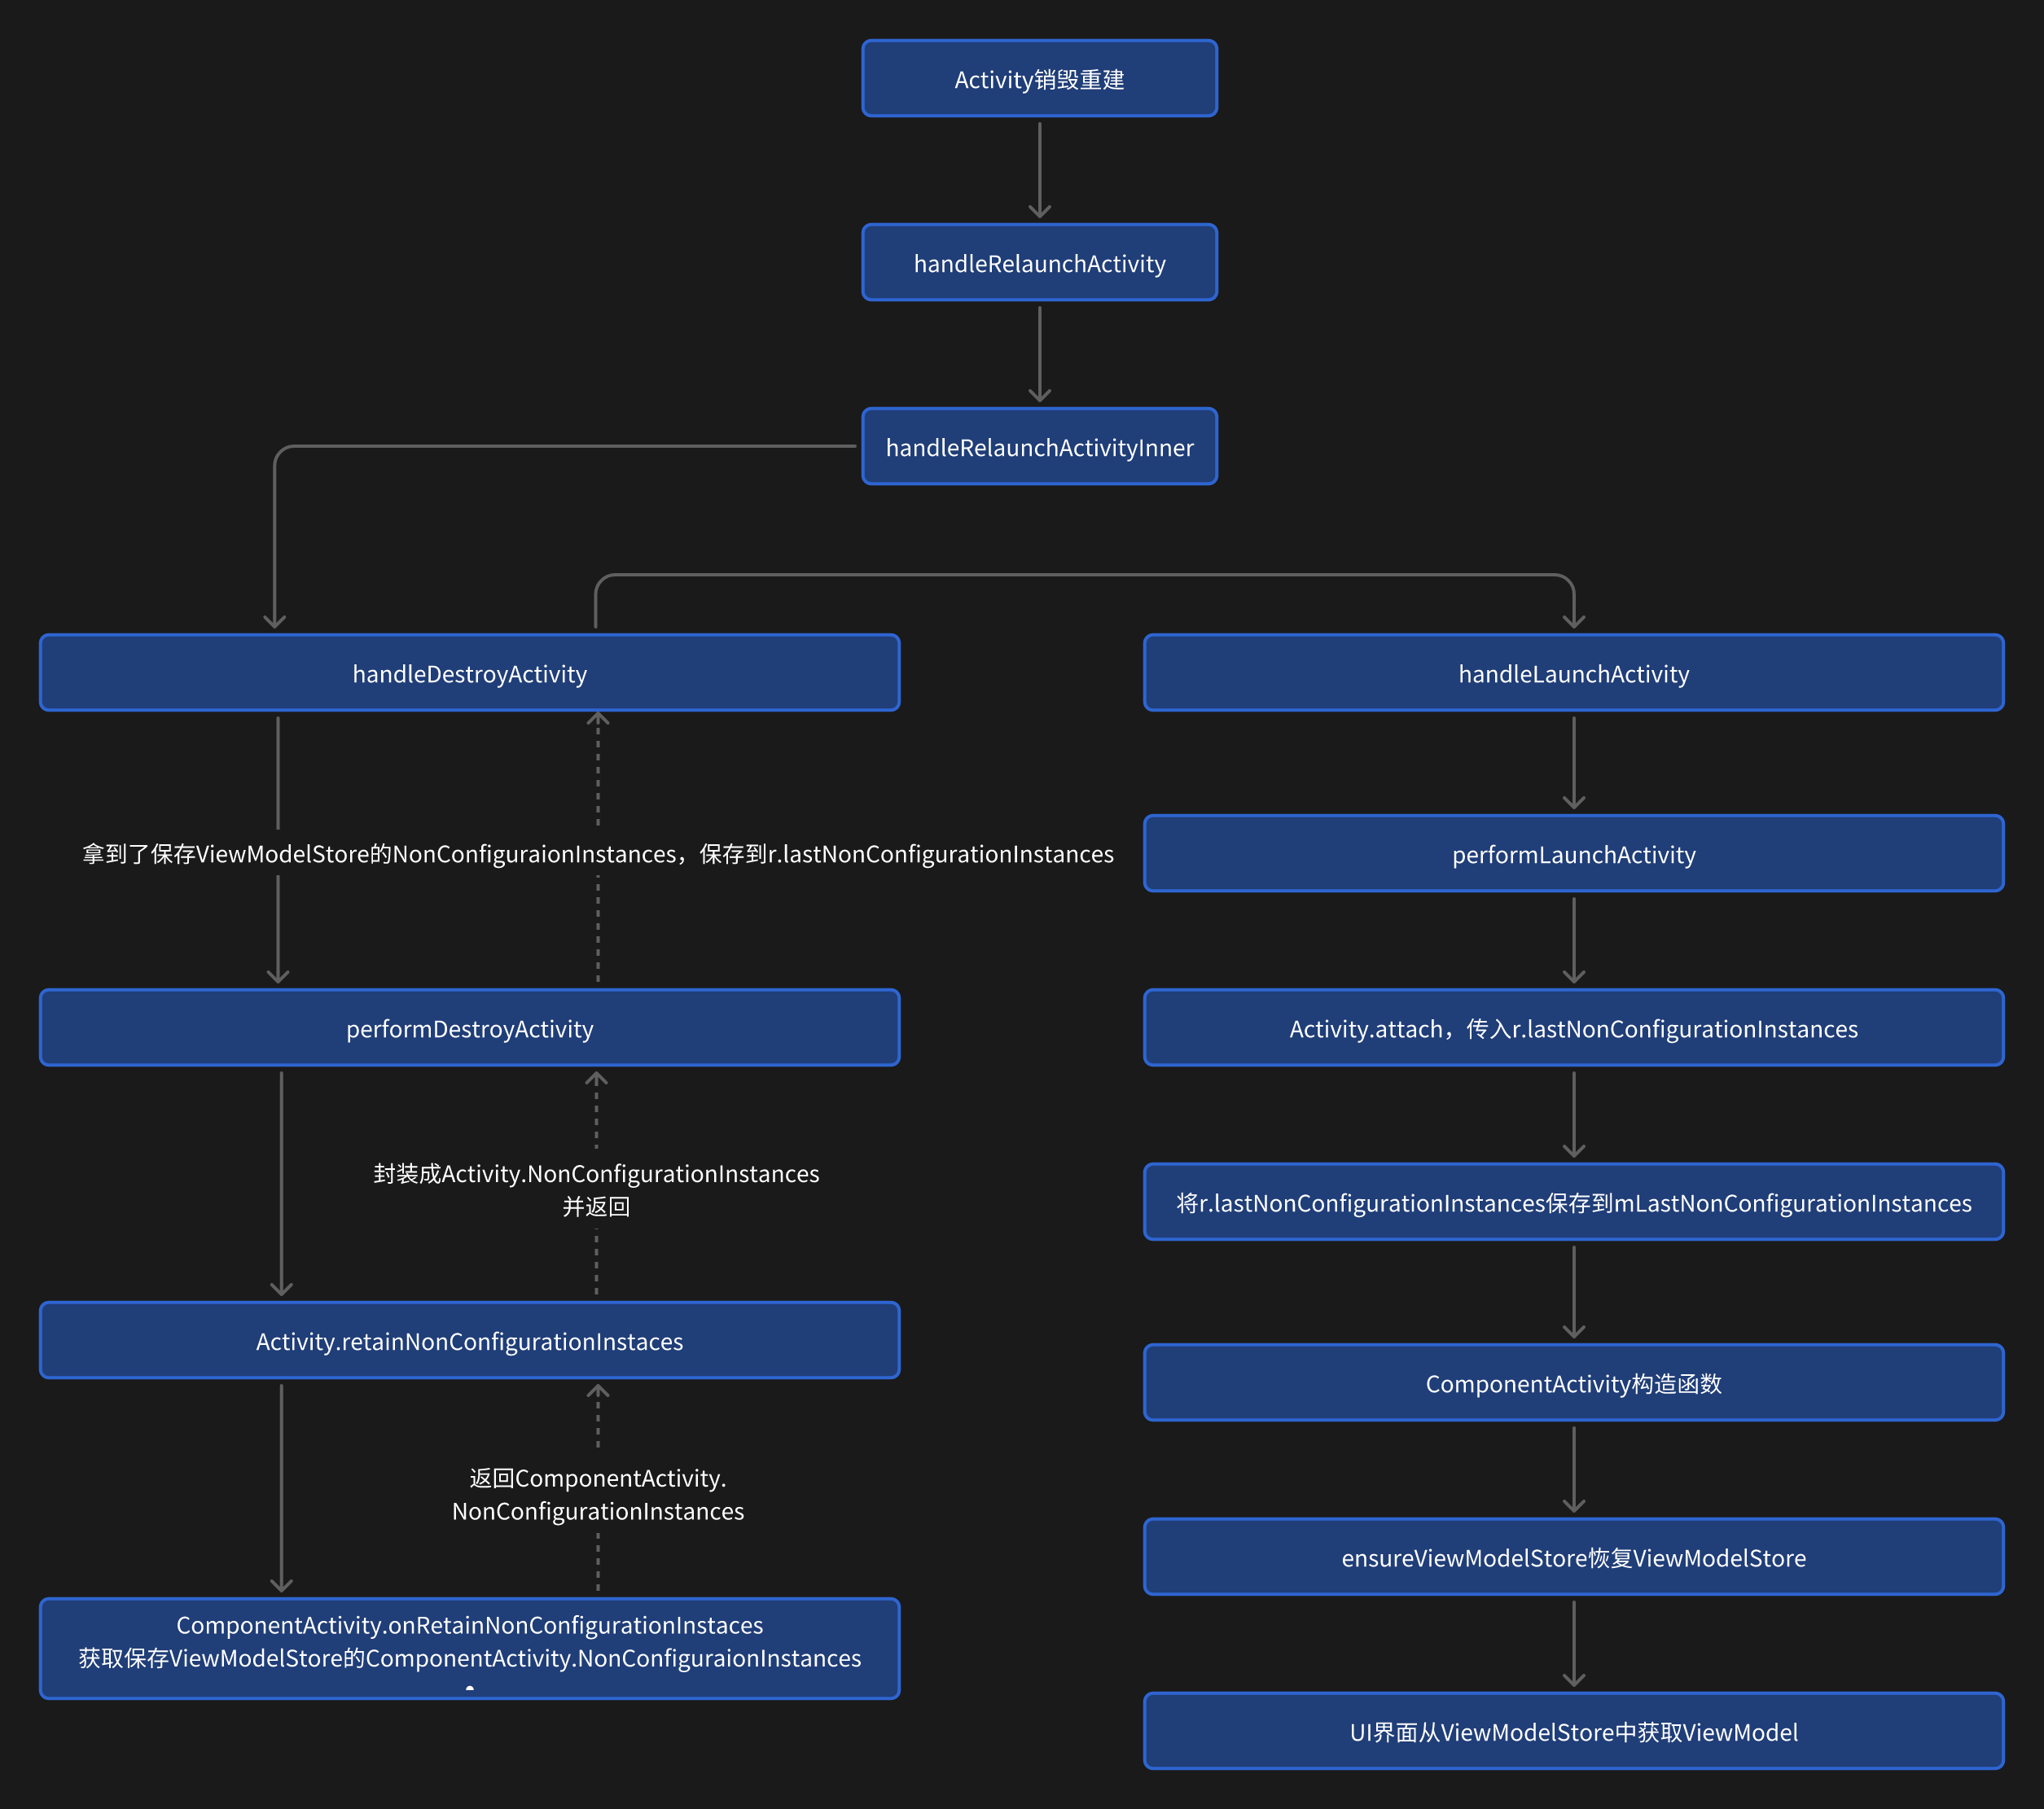 Activity销毁重建
handleRelaunchActivity
handleRelaunchActivityInner
handleDestroyActivity
拿到了保存ViewModelStore的NonConfiguraionInstances，保存到r.lastNonConfigurationInstances
performDestroyActivity
封装成Activity.NonConfigurationInstances
并返回
Activity.retainNonConfigurationInstaces
返回ComponentActivity.
NonConfigurationInstances
ComponentActivity.onRetainNonConfigurationInstaces
获取保存ViewModelStore的ComponentActivity.NonConfiguraionInstances
handleLaunchActivity
performLaunchActivity
Activity.attach，传入r.lastNonConfigurationInstances
将r.lastNonConfigurationInstances保存到mLastNonConfigurationInstances
ComponentActivity构造函数
ensureViewModelStore恢复ViewModelStore
UI界面从ViewModelStore中获取ViewModel